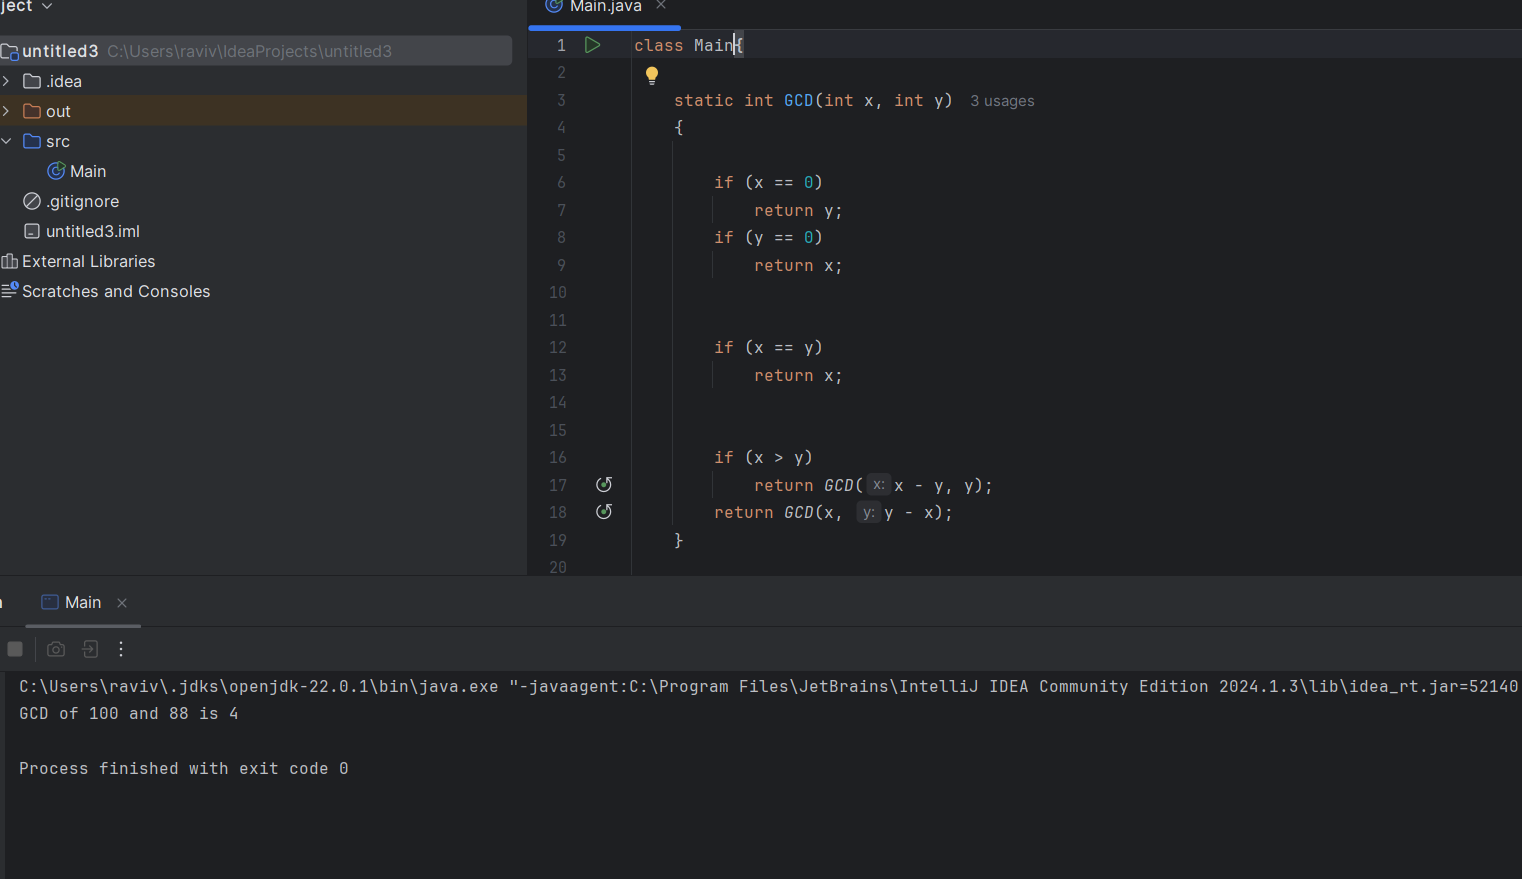 ject
untitled3 C:\Users\raviv\IdeaProjects\untitled3
.idea
out
src
Main
.gitignore
untitled3.iml
External Libraries
Scratches and Consoles
Main.java
1 class Main{
2
3 static int GCD(int x, int y) 3 usages
4 {
5
6 if (x == 0)
7 return y;
8 if (y == 0)
9 return x;
10
11
12 if (x == y)
13 return x;
14
15
16 if (x > y)
17 return GCD( x: x - y, y);
18 return GCD(x, y: y - x);
19 }
20
Main
C:\Users\raviv\.jdks\openjdk-22.0.1\bin\java.exe "-javaagent:C:\Program Files\JetBrains\IntelliJ IDEA Community Edition 2024.1.3\lib\idea_rt.jar=52140
GCD of 100 and 88 is 4
Process finished with exit code 0